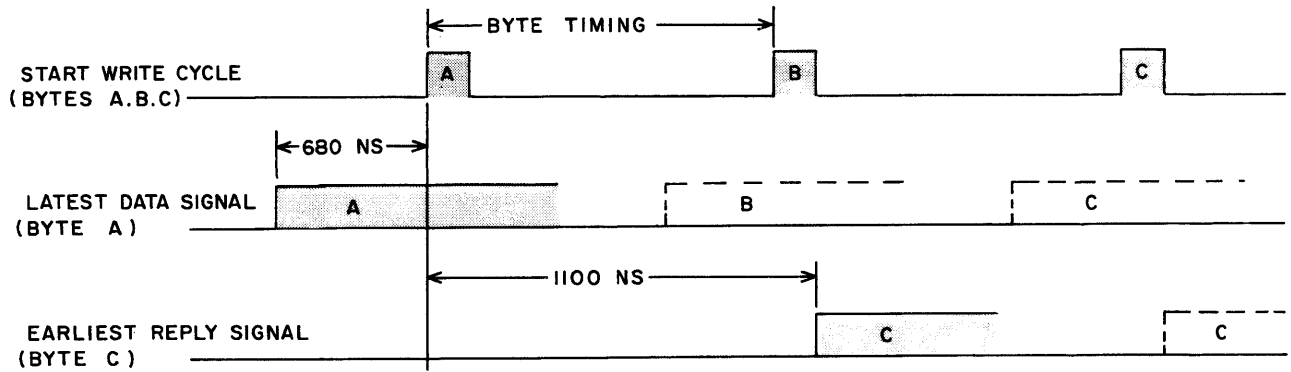 BYTE TIMING
START WRITE CYCLE
(BYTES A.B.C)
A
B
C
680 NS
LATEST DATA SIGNAL
(BYTE A)
A
B
C
1100 NS
EARLIEST REPLY SIGNAL
(BYTE C)
C
C